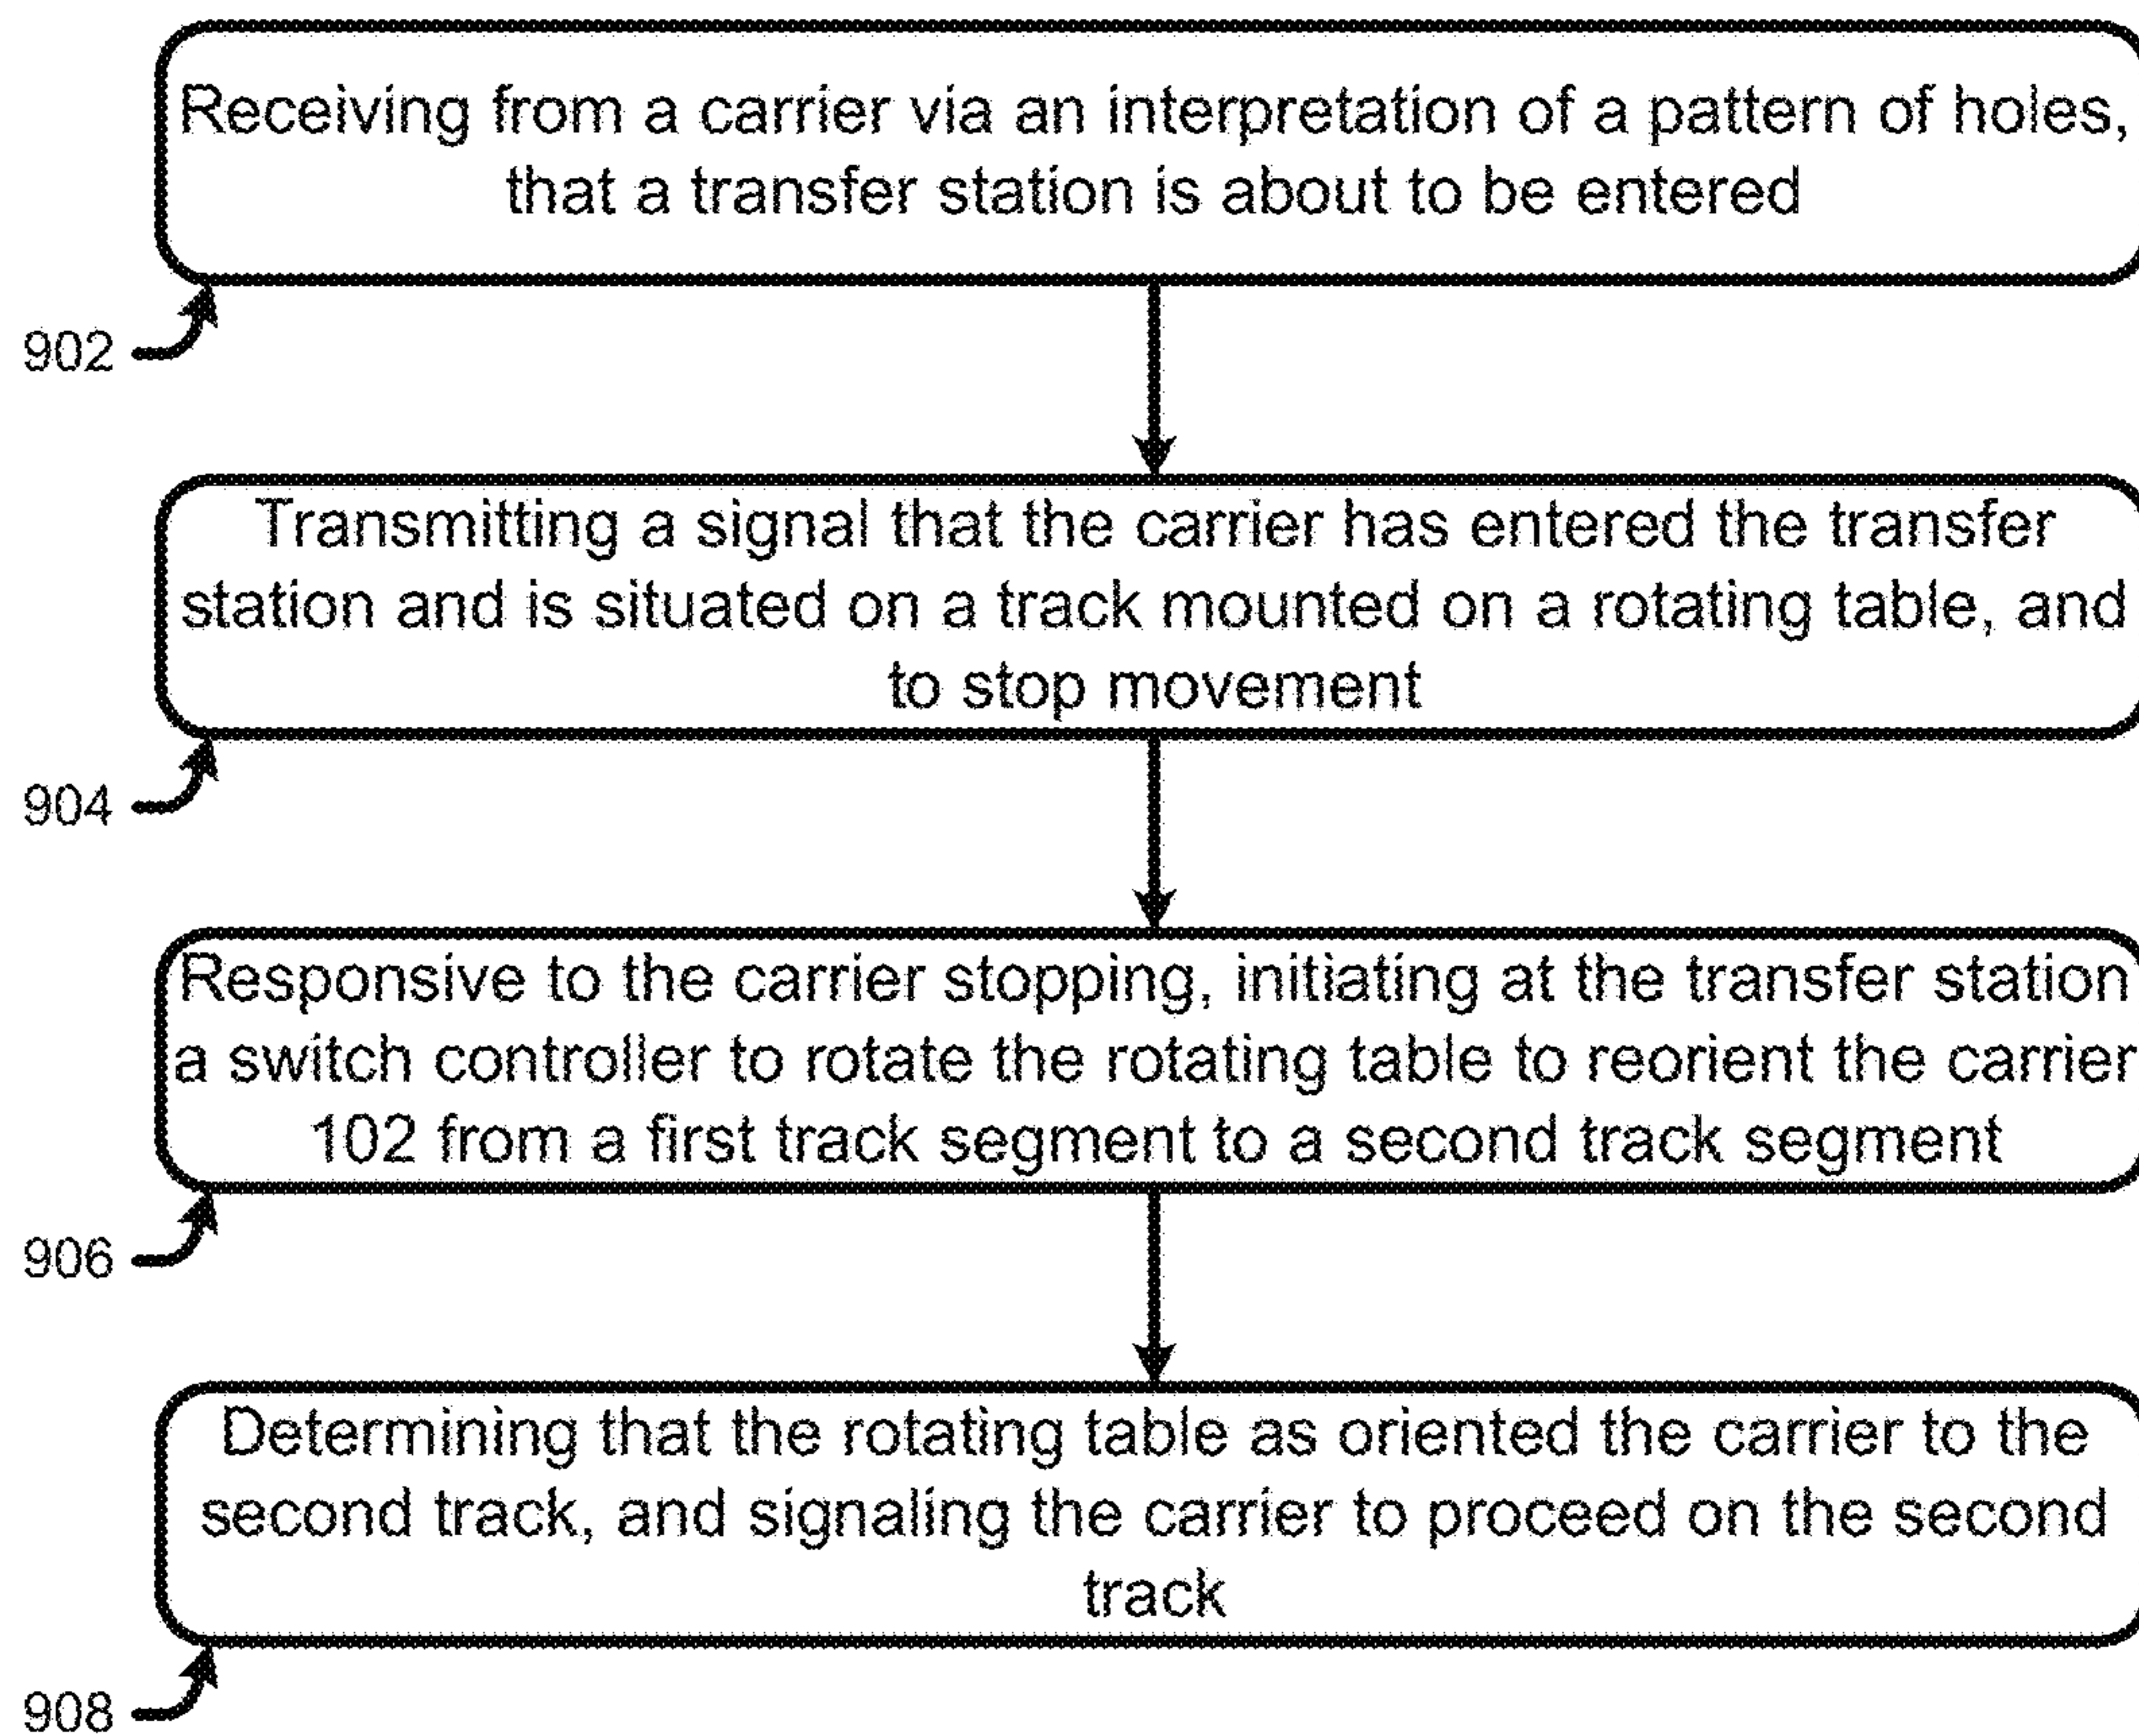 Receiving from a carrier via an interpretation of a pattern of holes,
that a transfer station is about to be entered
902
Transmitting a signal that the carrier has entered the transfer
station and is situated on a track mounted on a rotating table, and
to stop movement
904
Responsive to the carrier stopping, initiating at the transfer station
a switch controller to rotate the rotating table to reorient the carrier
102 from a first track segment to a second track segment
906
Determining that the rotating table as oriented the carrier to the
second track, and signaling the carrier to proceed on the second
track
908